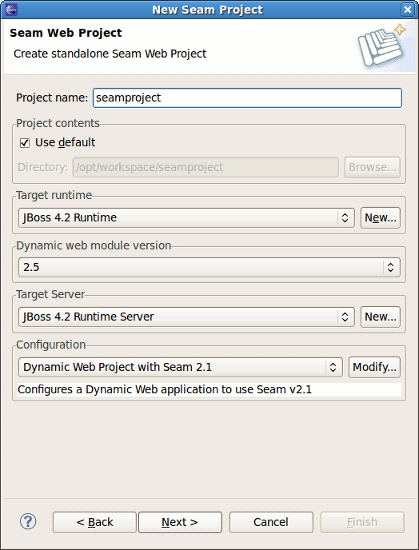 New Seam Project
Seam Web Project
Create standalone Seam Web Project
Project name: seamproject
Project contents
Use default
Directory: /opt/workspace/seamproject Browse...
Target runtime
JBoss 4.2 Runtime New...
Dynamic web module version
2.5
Target Server
JBoss 4.2 Runtime Server New...
Configuration
Dynamic Web Project with Seam 2.1 Modify...
Configures a Dynamic Web application to use Seam v2.1
? < Back Next > Cancel Finish